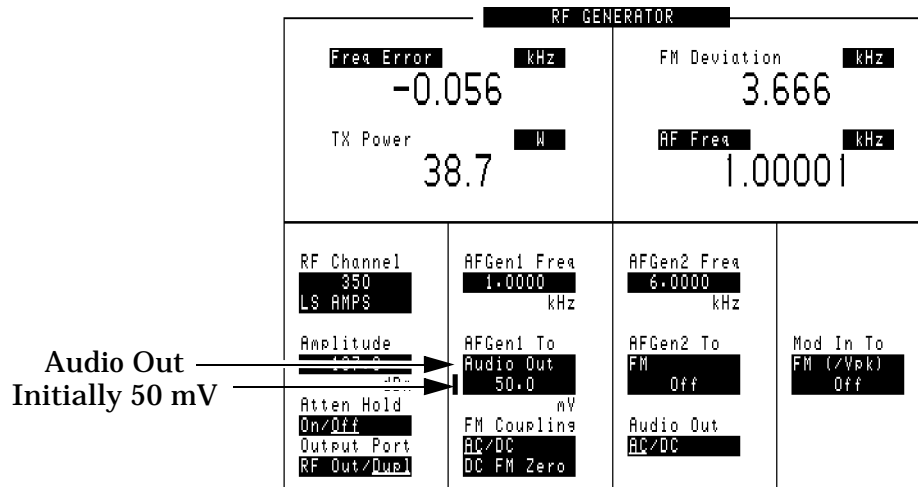 RF GENERATOR
Freq Error kHz
-0.056
FM Deviation kHz
3.666
TX Power W
38.7
AF Freq kHz
1.00001
RF Channel
350
LS AMPS
AFGen1 Freq
1.0000
kHz
AFGen2 Freq
6.0000
kHz
Amplitude
AFGen1 To
Audio Out
50.0
mV
AFGen2 To
FM
Off
Mod In To
FM (/Vpk)
Off
Audio Out
Initially 50 mV
Atten Hold
On/Off
Output Port
RF Out/Dupl
FM Coupling
AC/DC
DC FM Zero
Audio Out
AC/DC